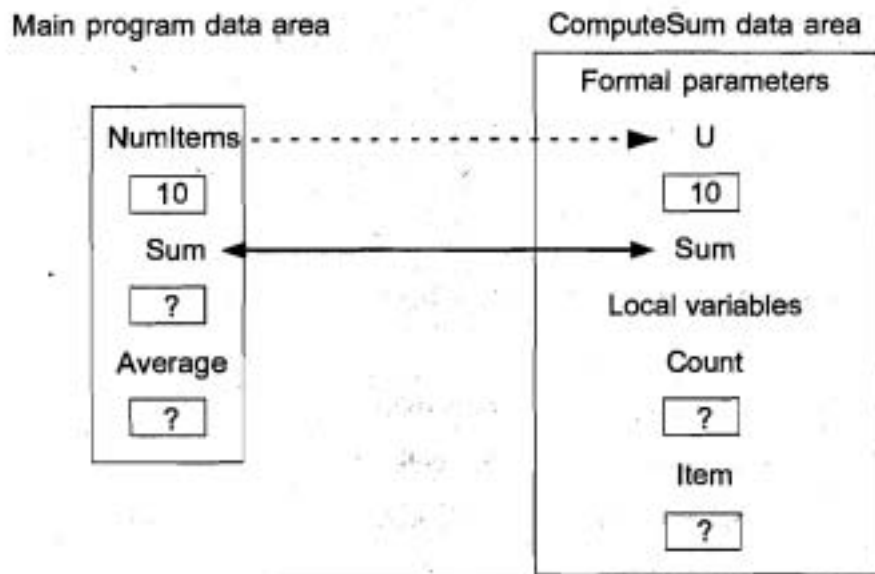 Main program data area
ComputeSum data area
Formal parameters
NumItems
U
10
10
Sum
Sum
?
Local variables
Average
Count
?
?
Item
?